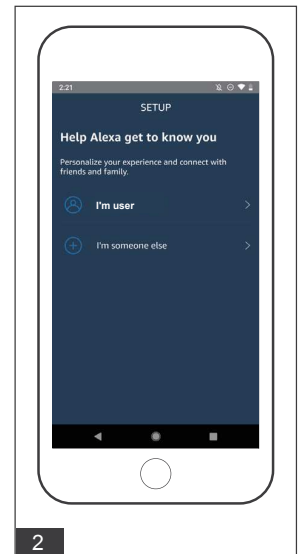 2:21
SETUP
Help Alexa get to know you
Personalize your experience and connect with
friends and family.
I'm user
I'm someone else
2